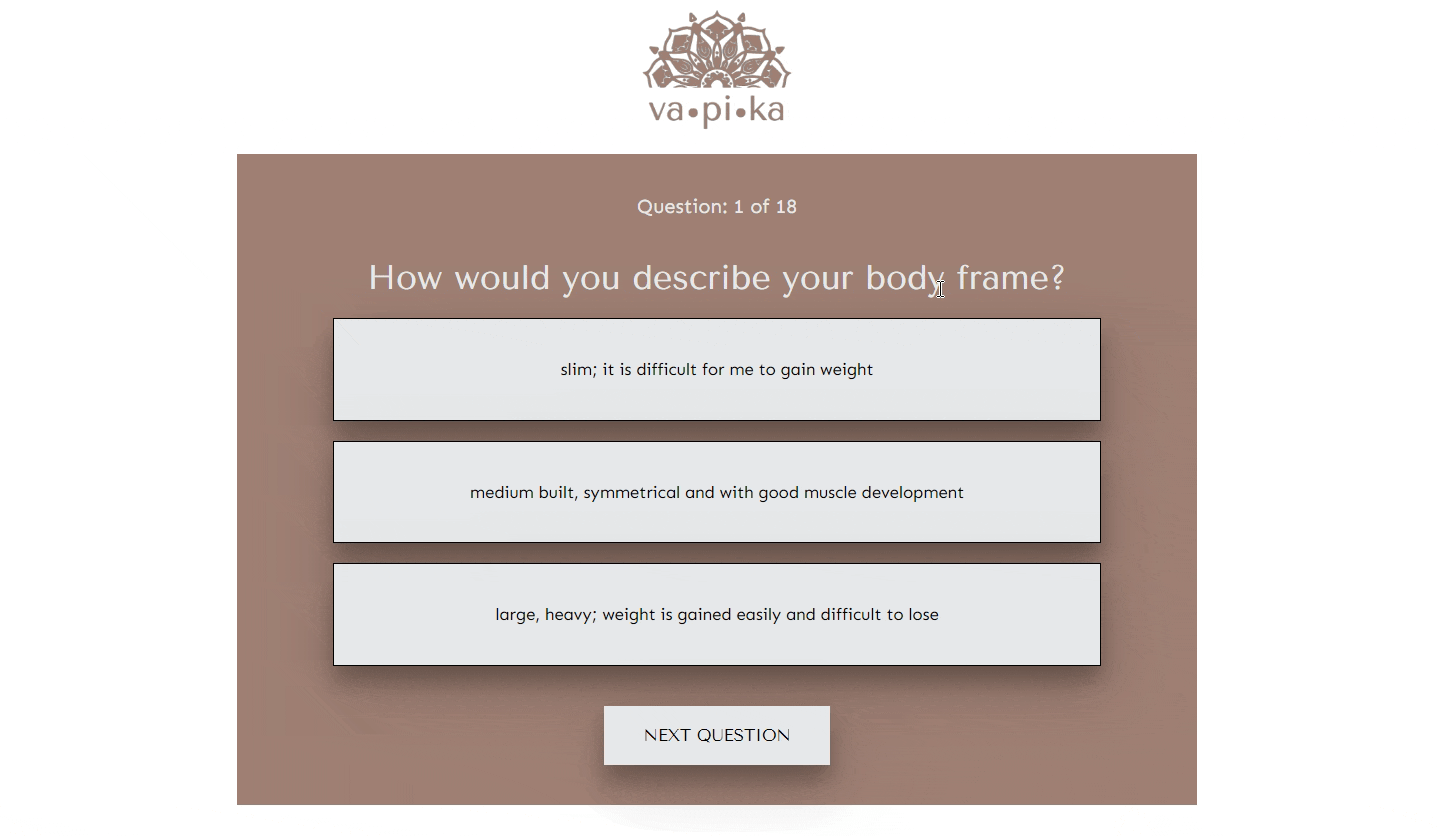 va•pi•ka
Question: 1 of 18
How would you describe your body frame?
slim; it is difficult for me to gain weight
medium built, symmetrical and with good muscle development
large, heavy; weight is gained easily and difficult to lose
NEXT QUESTION